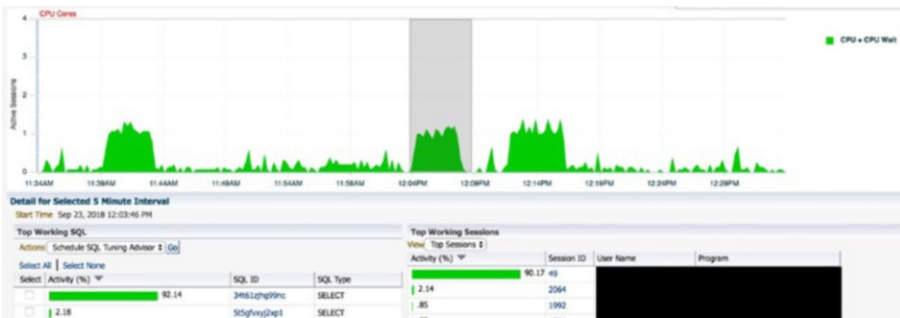 CPU Cores
4
3
2
1
0
Active Sessions
CPU + CPU Wait
11:34AM 11:39AM 11:44AM 11:49AM 11:54AM 11:59AM 12:04PM 12:09PM 12:14PM 12:19PM 12:24PM 12:29PM
Detail for Selected 5 Minute Interval
Start Time Sep 23, 2018 12:03:46 PM
Top Working SQL
Actions Schedule SQL Tuning Advisor Go
Select All | Select None
Select Activity (%) SQL ID SQL Type
92.14 34t61zjhg99nc SELECT
2.18 SELECT
Top Working Sessions
View Top Sessions
Activity (%) Session ID User Name Program
90.17 49
2.14 2064
.85 1992